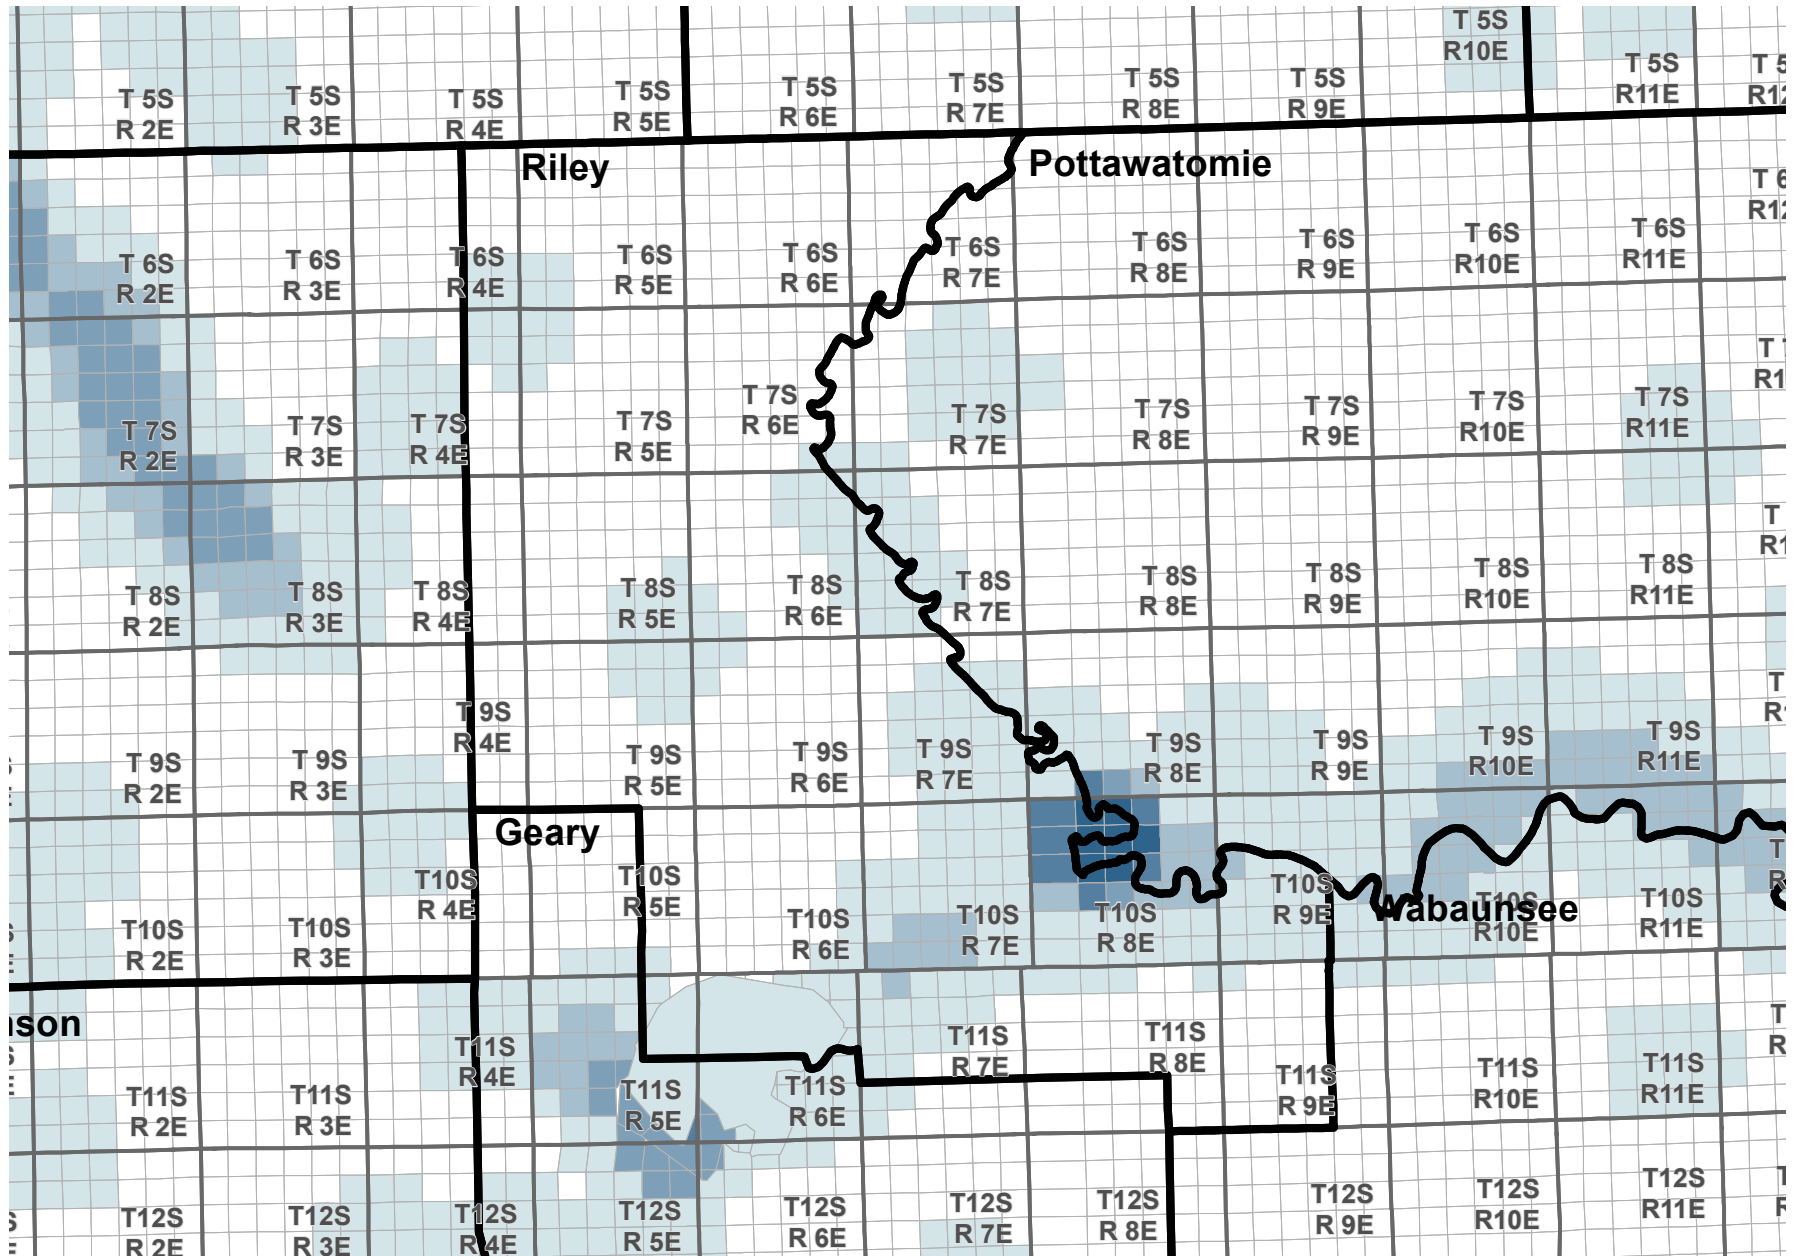 T 5S
R10E
T 5S
R 2E
T 5S
R 3E
T 5S
R 4E
T 5S
R 5E
T 5S
R 6E
T 5S
R 7E
T 5S
R 8E
T 5S
R 9E
T 5S
R11E
Riley
Pottawatomie
T 6S
R 2E
T 6S
R 3E
T 6S
R 4E
T 6S
R 5E
T 6S
R 6E
T 6S
R 7E
T 6S
R 8E
T 6S
R 9E
T 6S
R10E
T 6S
R11E
T 7S
R 2E
T 7S
R 3E
T 7S
R 4E
T 7S
R 5E
T 7S
R 6E
T 7S
R 7E
T 7S
R 8E
T 7S
R 9E
T 7S
R10E
T 7S
R11E
T 8S
R 2E
T 8S
R 3E
T 8S
R 4E
T 8S
R 5E
T 8S
R 6E
T 8S
R 7E
T 8S
R 8E
T 8S
R 9E
T 8S
R10E
T 8S
R11E
T 9S
R 2E
T 9S
R 3E
T 9S
R 4E
T 9S
R 5E
T 9S
R 6E
T 9S
R 7E
T 9S
R 8E
T 9S
R 9E
T 9S
R10E
T 9S
R11E
Geary
T10S
R 2E
T10S
R 3E
T10S
R 4E
T10S
R 5E
T10S
R 6E
T10S
R 7E
T10S
R 8E
T10S
R 9E
Wabaunsee
T10S
R10E
T10S
R11E
nson
T11S
R 2E
T11S
R 3E
T11S
R 4E
T11S
R 5E
T11S
R 6E
T11S
R 7E
T11S
R 8E
T11S
R 9E
T11S
R10E
T11S
R11E
T12S
R 2E
T12S
R 3E
T12S
R 4E
T12S
R 5E
T12S
R 6E
T12S
R 7E
T12S
R 8E
T12S
R 9E
T12S
R10E
T12S
R11E